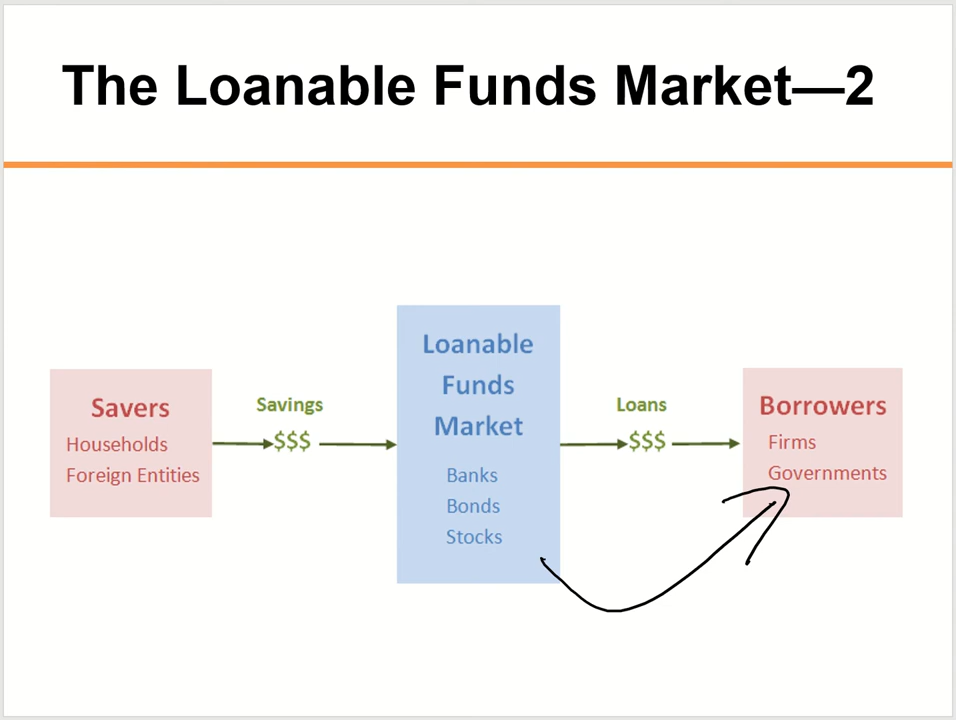 The Loanable Funds Market—2
Savers
Households
Foreign Entities
Savings
$$$
Loanable
Funds
Market
Banks
Bonds
Stocks
Loans
$$$
Borrowers
Firms
Governments